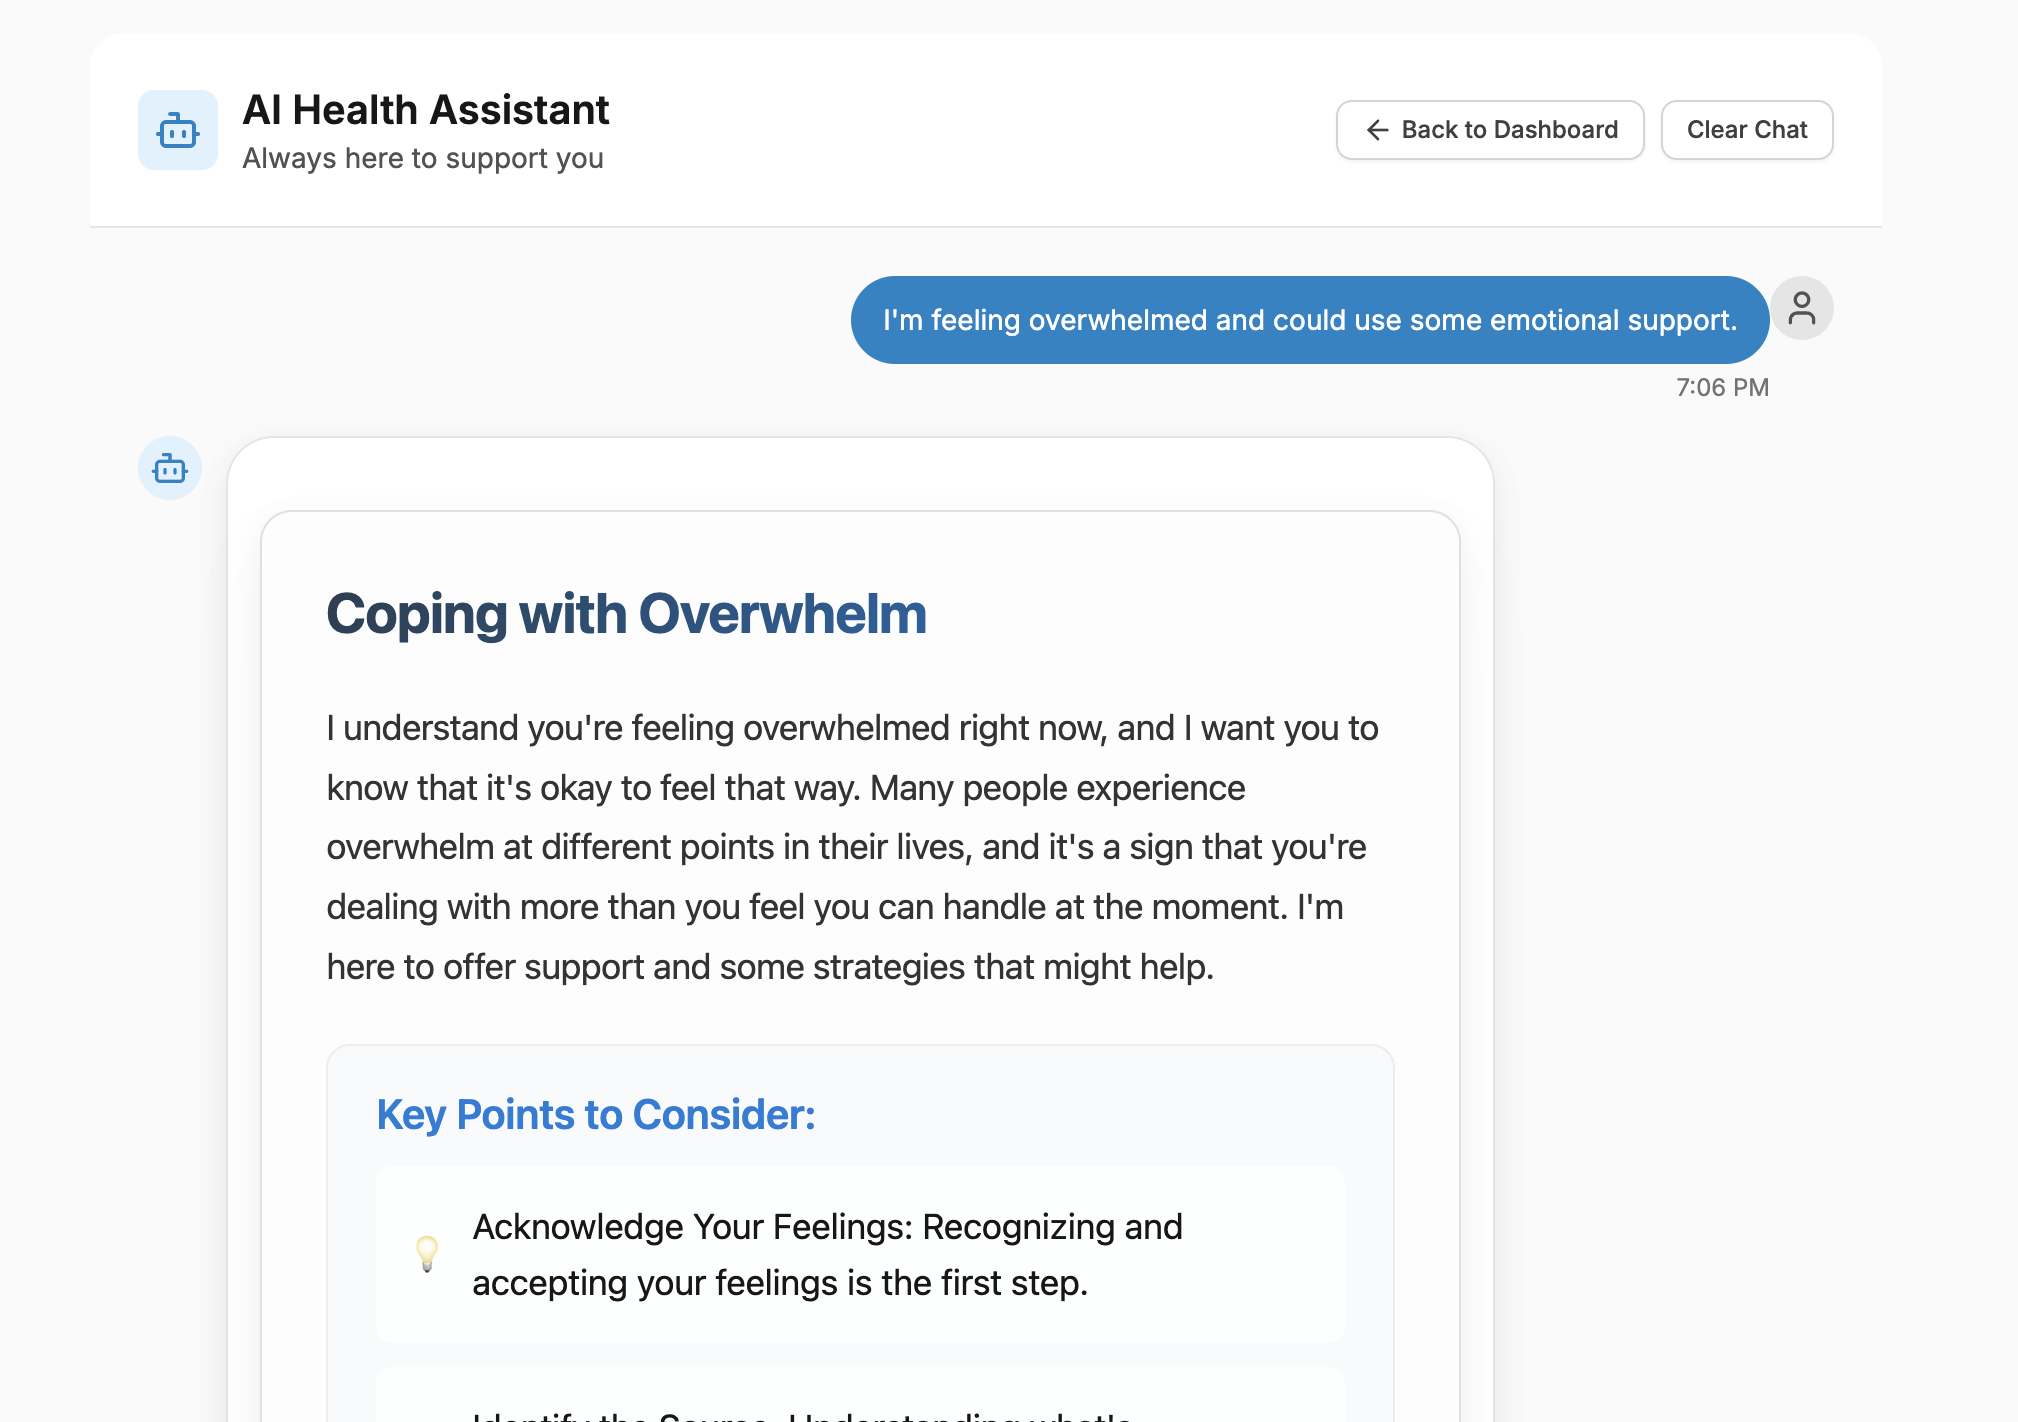 AI Health Assistant
Always here to support you
Back to Dashboard
Clear Chat
I'm feeling overwhelmed and could use some emotional support.
7:06 PM
Coping with Overwhelm
I understand you're feeling overwhelmed right now, and I want you to
know that it's okay to feel that way. Many people experience
overwhelm at different points in their lives, and it's a sign that you're
dealing with more than you feel you can handle at the moment. I'm
here to offer support and some strategies that might help.
Key Points to Consider:
Acknowledge Your Feelings: Recognizing and
accepting your feelings is the first step.
Identify the Source: Understanding what's